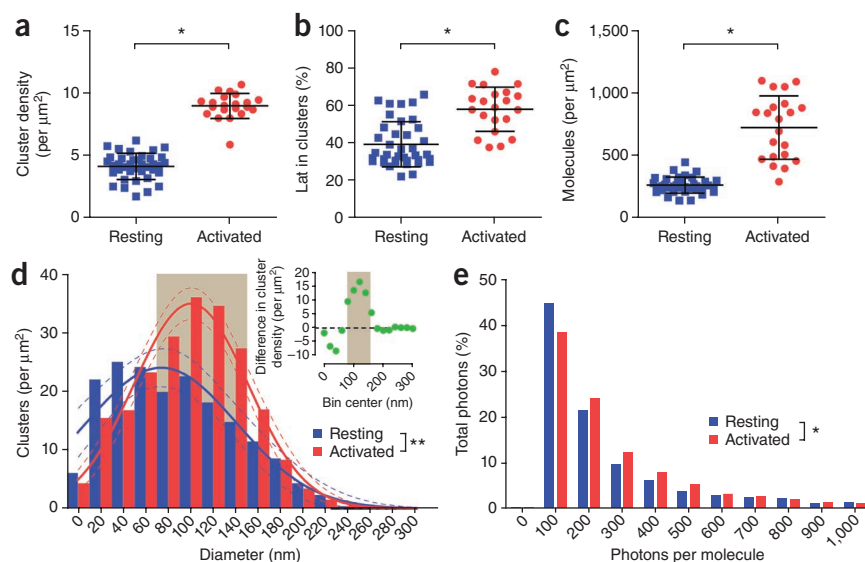 a
*
Cluster density
(per μm²)
15
10
5
0
Resting
Activated
b
*
Lat in clusters (%)
100
80
60
40
20
0
Resting
Activated
c
*
Molecules (per μm²)
1,500
1,000
500
0
Resting
Activated
d
Clusters (per μm²)
40
30
20
10
0
0
20
40
60
80
100
120
140
160
180
200
220
240
260
280
300
Diameter (nm)
Difference in cluster
density (per μm²)
20
15
10
5
0
−5
−10
0
100
200
300
Bin center (nm)
Resting
Activated
**
e
Total photons (%)
50
40
30
20
10
0
0
100
200
300
400
500
600
700
800
900
1,000
Photons per molecule
Resting
Activated
*